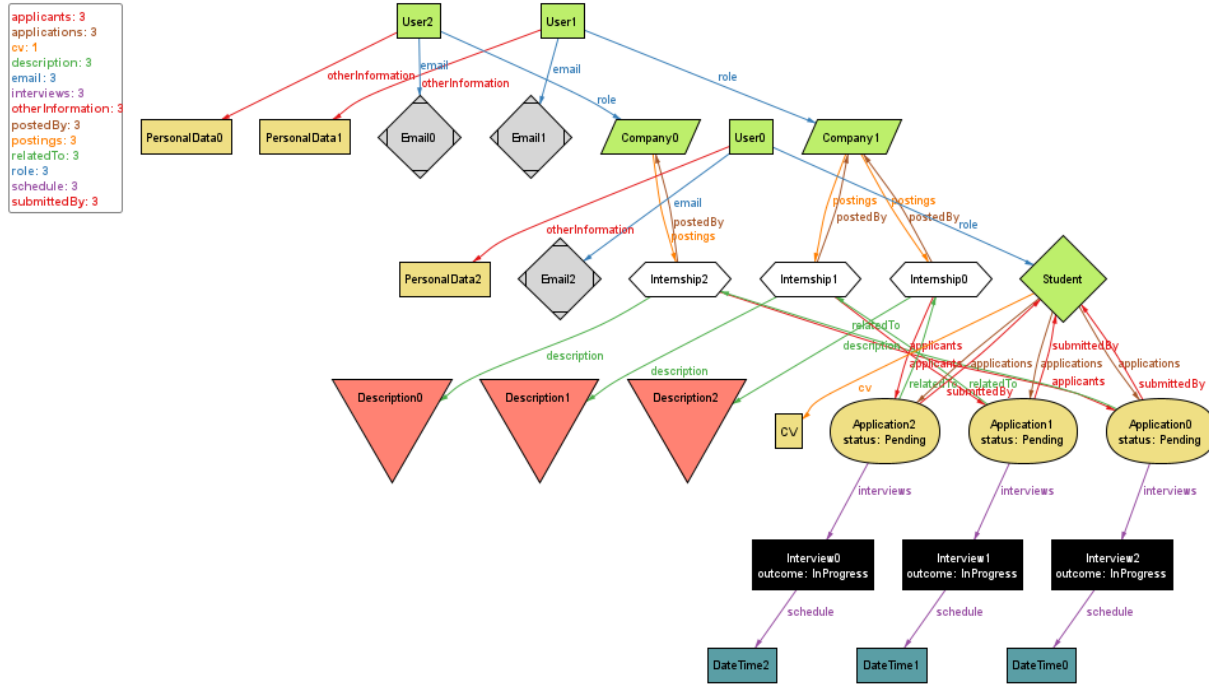 applicants: 3
applications: 3
cv: 1
description: 3
email: 3
interviews: 3
otherInformation: 3
postedBy: 3
postings: 3
relatedTo: 3
role: 3
schedule: 3
submittedBy: 3
User2
User1
email
email
otherInformation
otherInformation
role
role
PersonalData0
PersonalData1
Email0
Email1
Company0
User0
Company1
email
postings
postings
postedBy
postedBy
postedBy
postings
role
otherInformation
PersonalData2
Email2
Internship2
Internship1
Internship0
Student
relatedTo
description
applicants
submittedBy
description
description
applicants
applications
applications
applications
cv
relatedTo
relatedTo
applicants
submittedBy
submittedBy
Description0
Description1
Description2
CV
Application2
status: Pending
Application1
status: Pending
Application0
status: Pending
interviews
interviews
interviews
Interview0
outcome: InProgress
Interview1
outcome: InProgress
Interview2
outcome: InProgress
schedule
schedule
schedule
DateTime2
DateTime1
DateTime0